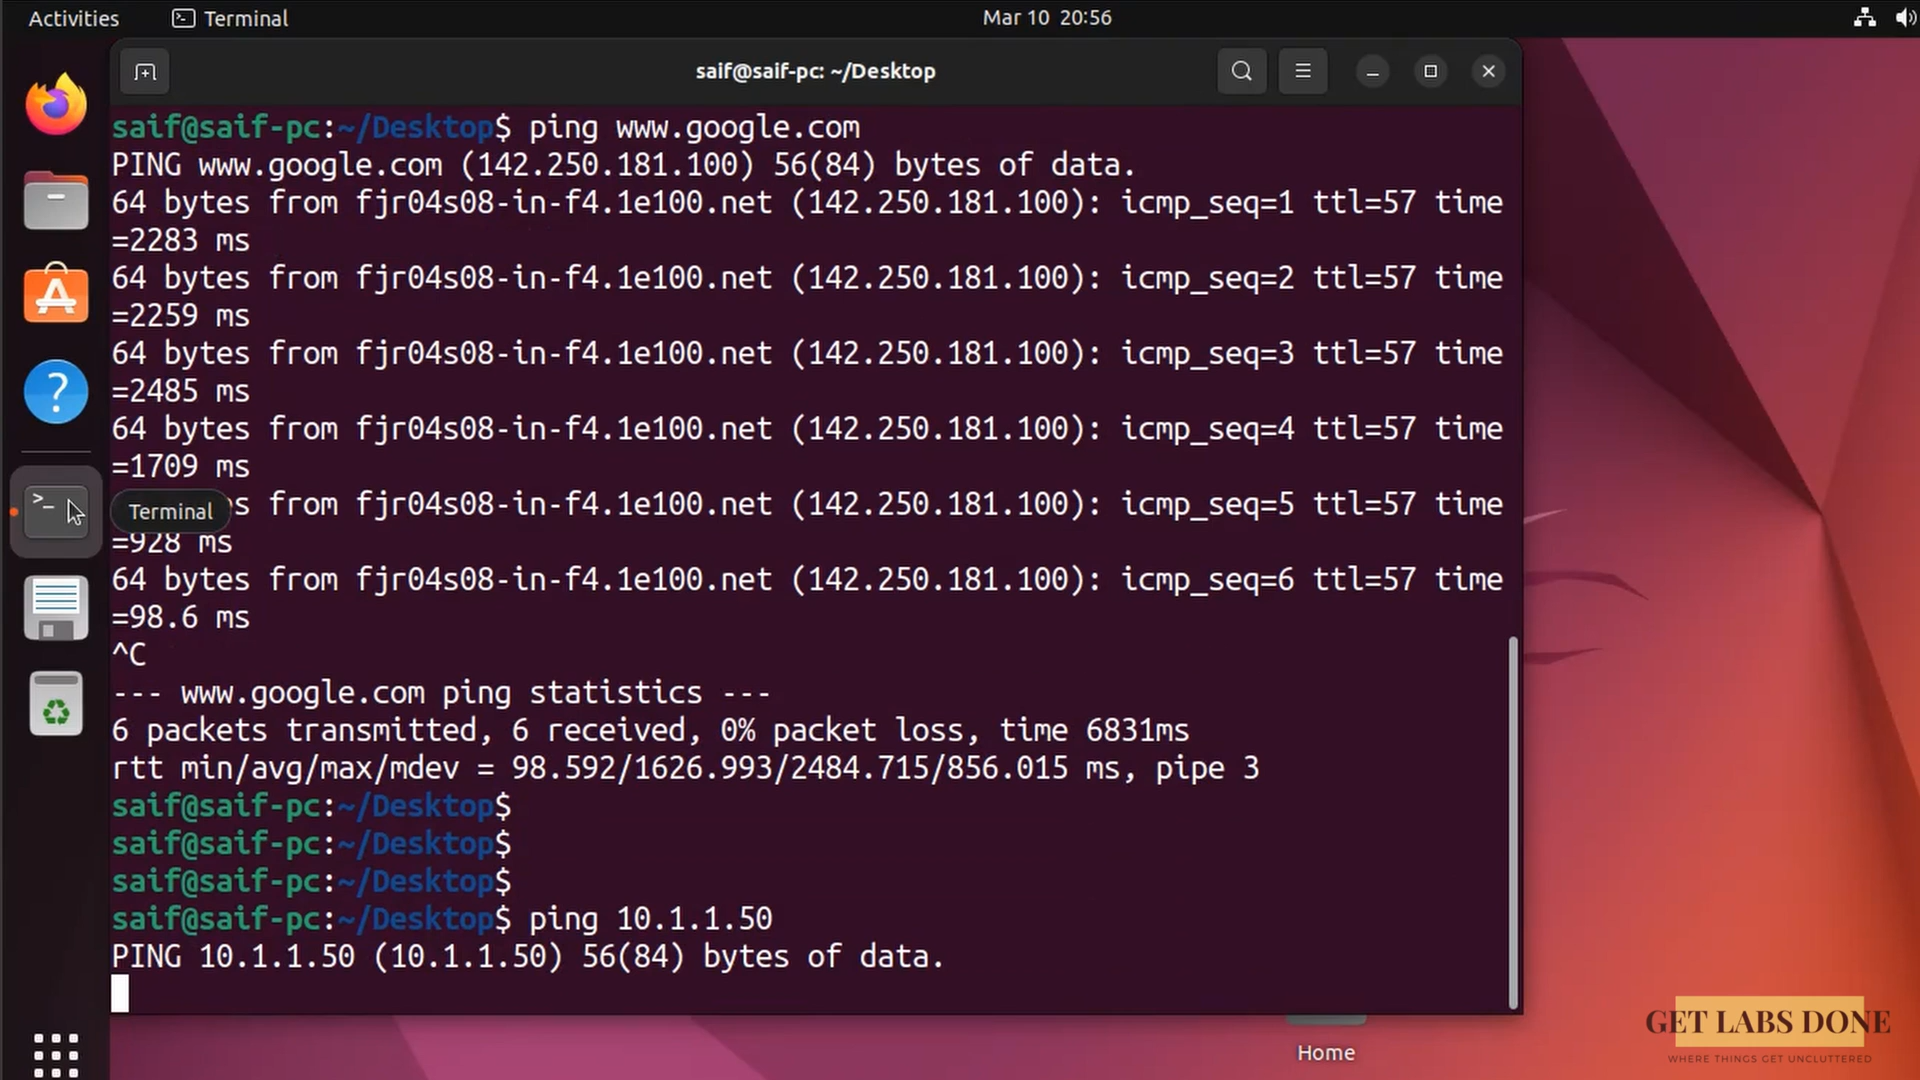 Activities
Terminal
Mar 10 20:56
saif@saif-pc: ~/Desktop
saif@saif-pc:~/Desktop$ ping www.google.com
PING www.google.com (142.250.181.100) 56(84) bytes of data.
64 bytes from fjr04s08-in-f4.1e100.net (142.250.181.100): icmp_seq=1 ttl=57 time
=2283 ms
64 bytes from fjr04s08-in-f4.1e100.net (142.250.181.100): icmp_seq=2 ttl=57 time
=2259 ms
64 bytes from fjr04s08-in-f4.1e100.net (142.250.181.100): icmp_seq=3 ttl=57 time
=2485 ms
64 bytes from fjr04s08-in-f4.1e100.net (142.250.181.100): icmp_seq=4 ttl=57 time
=1709 ms
Terminal
s from fjr04s08-in-f4.1e100.net (142.250.181.100): icmp_seq=5 ttl=57 time
=928 ms
64 bytes from fjr04s08-in-f4.1e100.net (142.250.181.100): icmp_seq=6 ttl=57 time
=98.6 ms
^C
--- www.google.com ping statistics ---
6 packets transmitted, 6 received, 0% packet loss, time 6831ms
rtt min/avg/max/mdev = 98.592/1626.993/2484.715/856.015 ms, pipe 3
saif@saif-pc:~/Desktop$
saif@saif-pc:~/Desktop$
saif@saif-pc:~/Desktop$
saif@saif-pc:~/Desktop$ ping 10.1.1.50
PING 10.1.1.50 (10.1.1.50) 56(84) bytes of data.
Home
GET LABS DONE
WHERE THINGS GET UNCLUTTERED